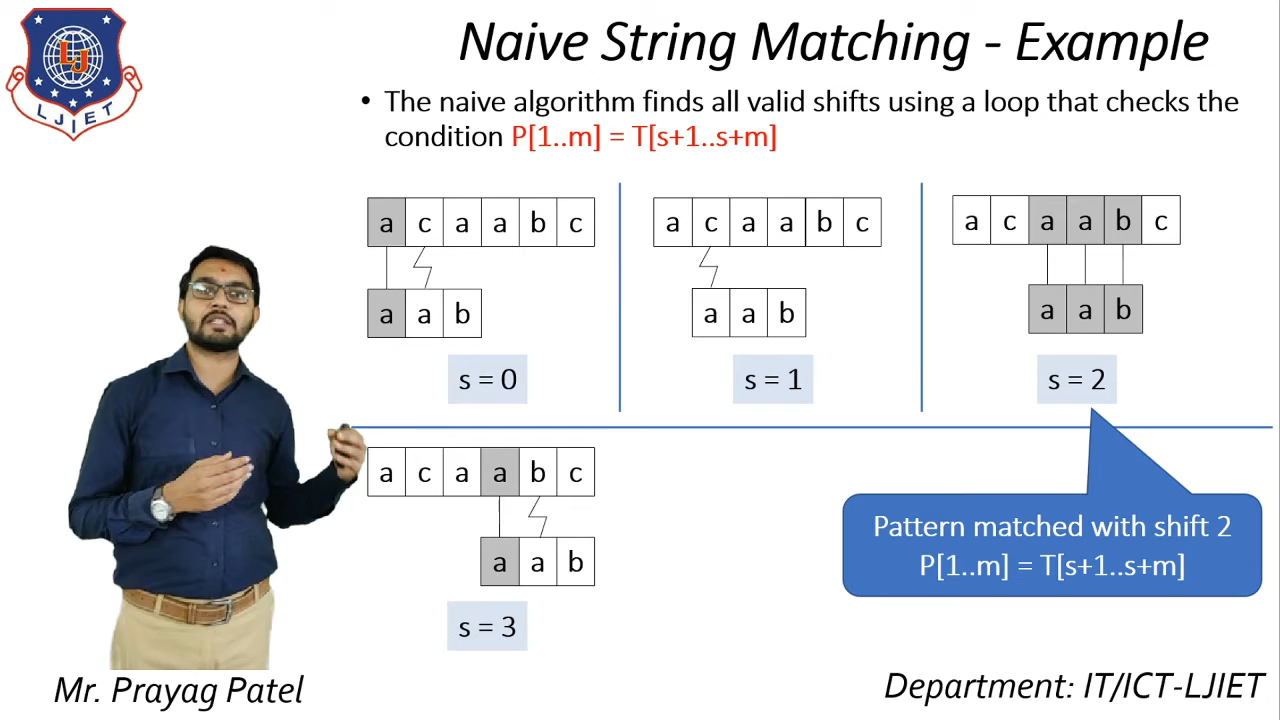 LJ
LJIET
Naive String Matching - Example
• The naive algorithm finds all valid shifts using a loop that checks the
condition P[1..m] = T[s+1..s+m]
a c a a b c
a a b
s = 0
a c a a b c
a a b
s = 1
a c a a b c
a a b
s = 2
a c a a b c
a a b
s = 3
Pattern matched with shift 2
P[1..m] = T[s+1..s+m]
Mr. Prayag Patel
Department: IT/ICT-LJIET